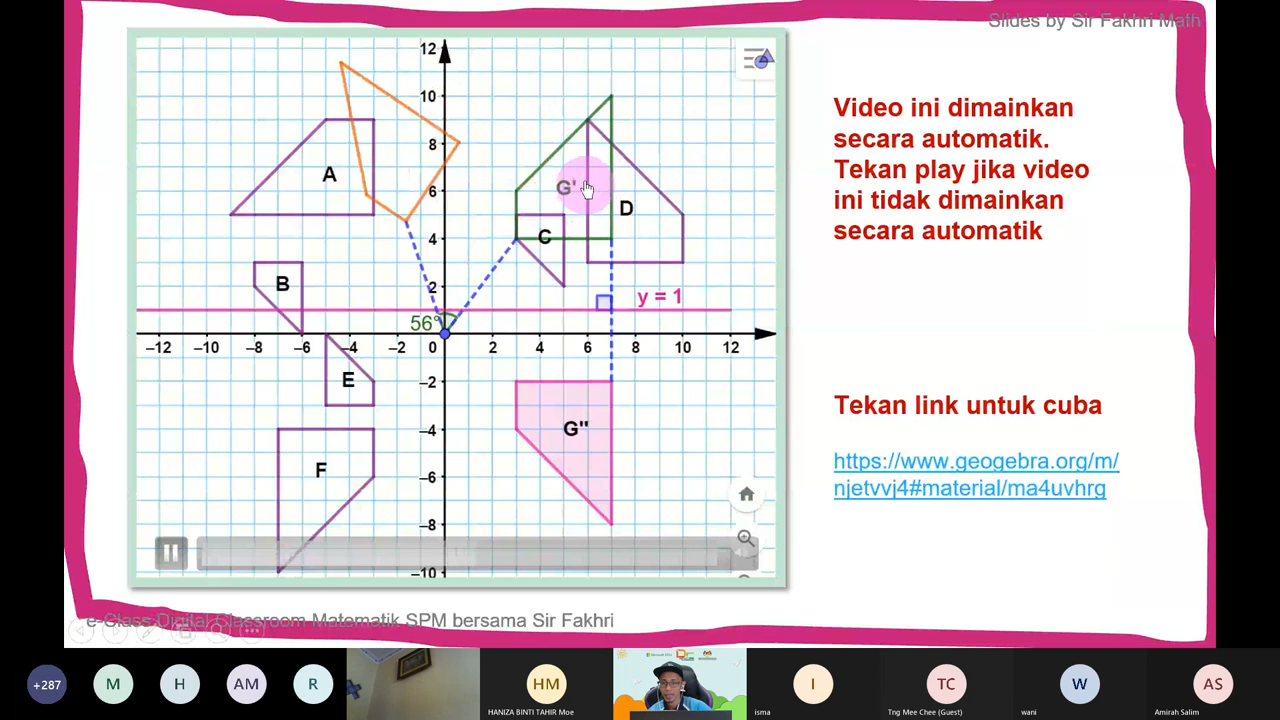 Slides by Sir Fakhri Math
12
10
8
6
4
2
0
–2
–4
–6
–8
–10
–12
–10
–8
–6
–4
–2
2
4
6
8
10
12
A
B
C
D
E
F
G'
G''
56°
y = 1
Video ini dimainkan
secara automatik.
Tekan play jika video
ini tidak dimainkan
secara automatik
Tekan link untuk cuba
https://www.geogebra.org/m/
njetvvj4#material/ma4uvhrg
e-Class Digital Classroom Matematik SPM bersama Sir Fakhri
+287
M
H
AM
R
HM
HANIZA BINTI TAHIR Moe
I
isma
TC
Tng Mee Chee (Guest)
W
wani
AS
Amirah Salim